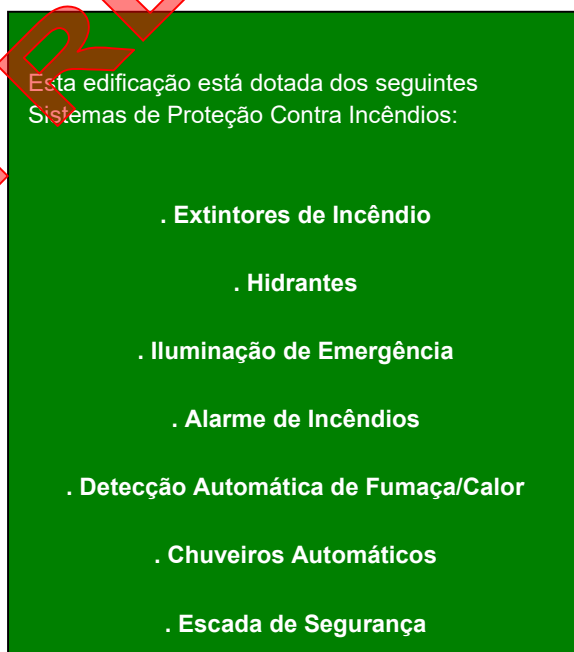 Esta edificação está dotada dos seguintes
Sistemas de Proteção Contra Incêndios:
. Extintores de Incêndio
. Hidrantes
. Iluminação de Emergência
. Alarme de Incêndios
. Detecção Automática de Fumaça/Calor
. Chuveiros Automáticos
. Escada de Segurança